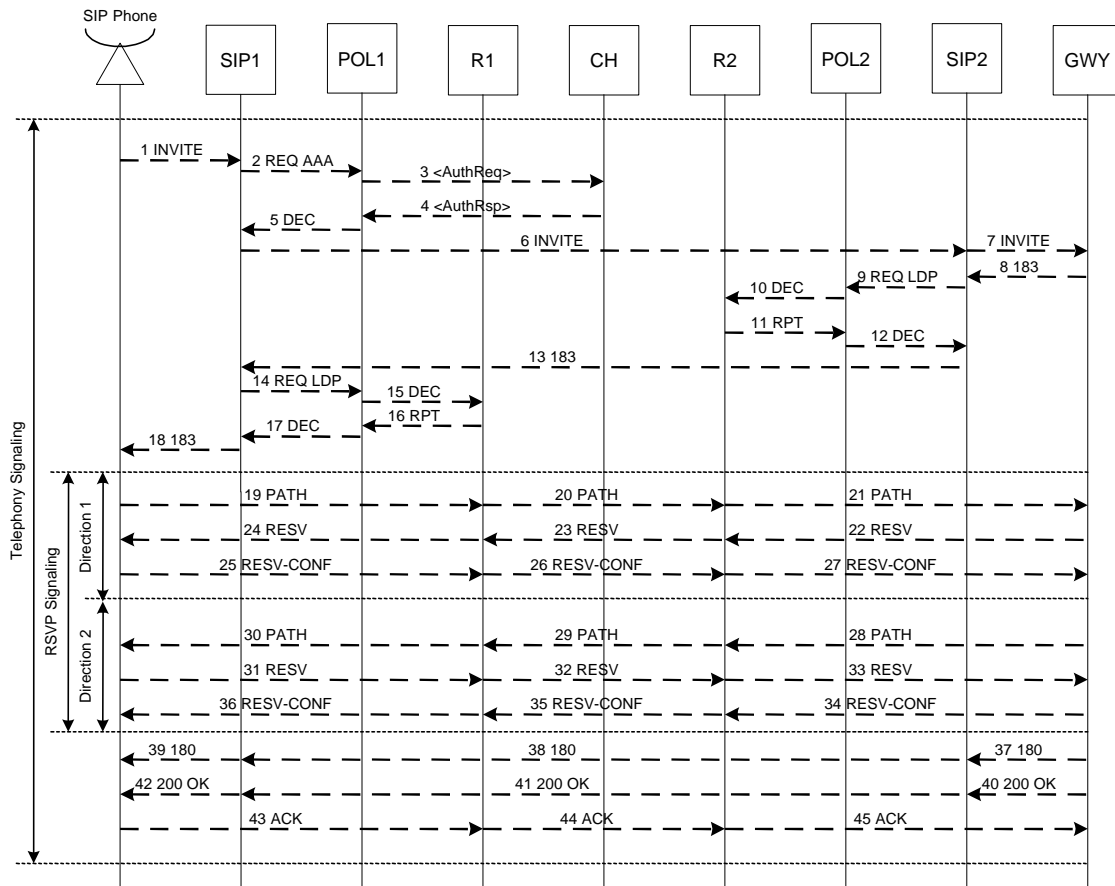 SIP Phone
SIP1
POL1
R1
CH
R2
POL2
SIP2
GWY
1 INVITE
2 REQ AAA
3 <AuthReq>
4 <AuthRsp>
5 DEC
6 INVITE
7 INVITE
8 183
9 REQ LDP
10 DEC
11 RPT
12 DEC
13 183
14 REQ LDP
15 DEC
16 RPT
17 DEC
18 183
Telephony Signaling
RSVP Signaling
Direction 1
19 PATH
20 PATH
21 PATH
24 RESV
23 RESV
22 RESV
25 RESV-CONF
26 RESV-CONF
27 RESV-CONF
Direction 2
30 PATH
29 PATH
28 PATH
31 RESV
32 RESV
33 RESV
36 RESV-CONF
35 RESV-CONF
34 RESV-CONF
39 180
38 180
37 180
42 200 OK
41 200 OK
40 200 OK
43 ACK
44 ACK
45 ACK